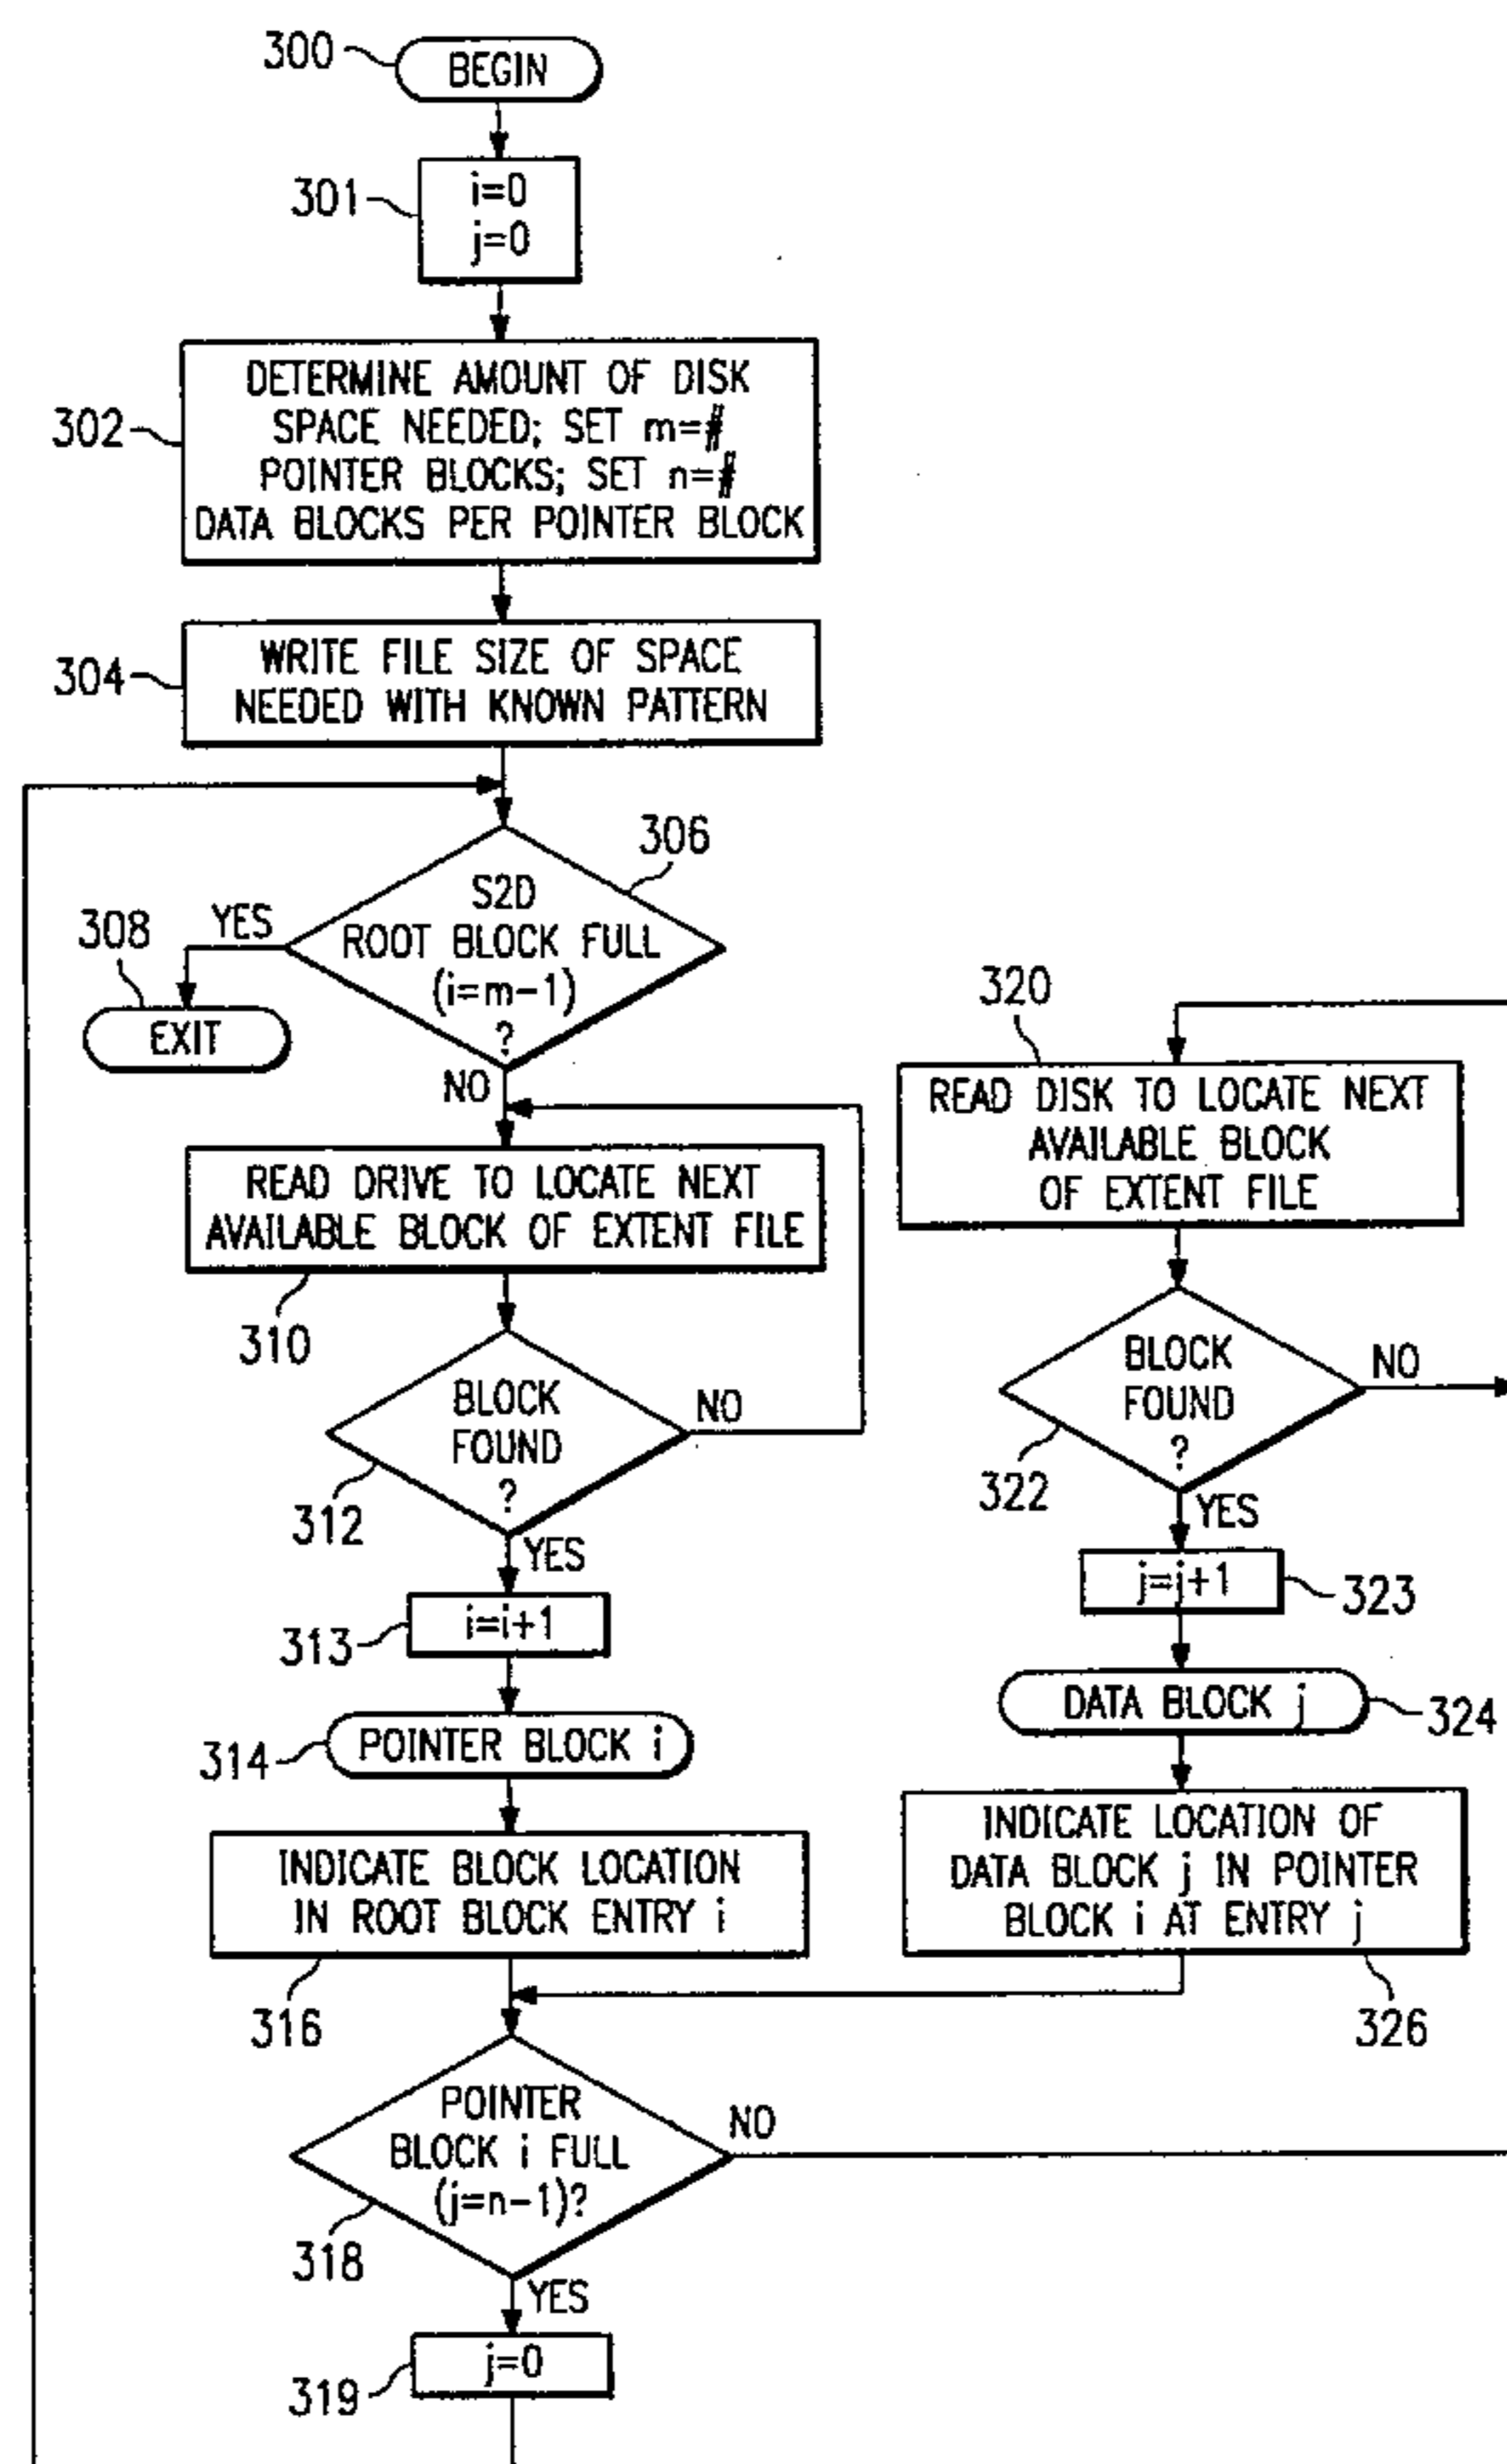 300
BEGIN
301
i=0
j=0
302
DETERMINE AMOUNT OF DISK
SPACE NEEDED; SET m=#
POINTER BLOCKS; SET n=#
DATA BLOCKS PER POINTER BLOCK
304
WRITE FILE SIZE OF SPACE
NEEDED WITH KNOWN PATTERN
306
S2D
ROOT BLOCK FULL
(i=m-1)
?
YES
308
EXIT
NO
READ DRIVE TO LOCATE NEXT
AVAILABLE BLOCK OF EXTENT FILE
310
BLOCK
FOUND
?
NO
312
YES
313
i=i+1
314
POINTER BLOCK i
INDICATE BLOCK LOCATION
IN ROOT BLOCK ENTRY i
316
POINTER
BLOCK i FULL
(j=n-1)?
NO
318
YES
319
j=0
320
READ DISK TO LOCATE NEXT
AVAILABLE BLOCK
OF EXTENT FILE
BLOCK
FOUND
?
NO
322
YES
j=j+1
323
DATA BLOCK j
324
INDICATE LOCATION OF
DATA BLOCK j IN POINTER
BLOCK i AT ENTRY j
326